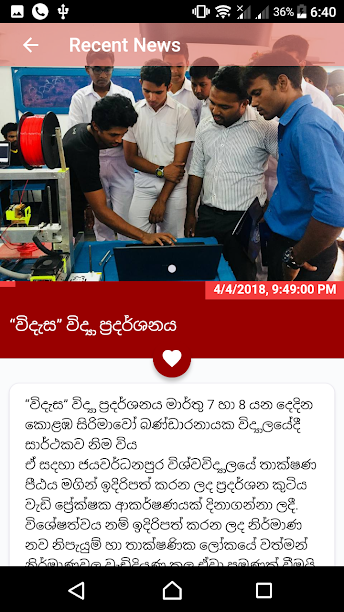 36% 6:40
Recent News
4/4/2018, 9:49:00 PM
“විදැස” විද්‍යා ප්‍රදර්ශනය
“විදැස” විද්‍යා ප්‍රදර්ශනය මාර්තු 7 හා 8 යන දෙදින
කොළඹ සිරිමාවෝ බණ්ඩාරනායක විද්‍යාලයේදී
සාර්ථකව නිම විය
ඒ සඳහා ජයවර්ධනපුර විශ්වවිද්‍යාලයේ තාක්ෂණ
පීඨය මගින් ඉදිරිපත් කරන ලද ප්‍රදර්ශන කුටිය
වැඩි ප්‍රේක්ෂක ආකර්ෂණයක් දිනාගන්නා ලදී.
විශේෂත්වය නම් ඉදිරිපත් කරන ලද නිර්මාණ
නව නිපැයුම් හා තාක්ෂණික ලෝකයේ වත්මන්